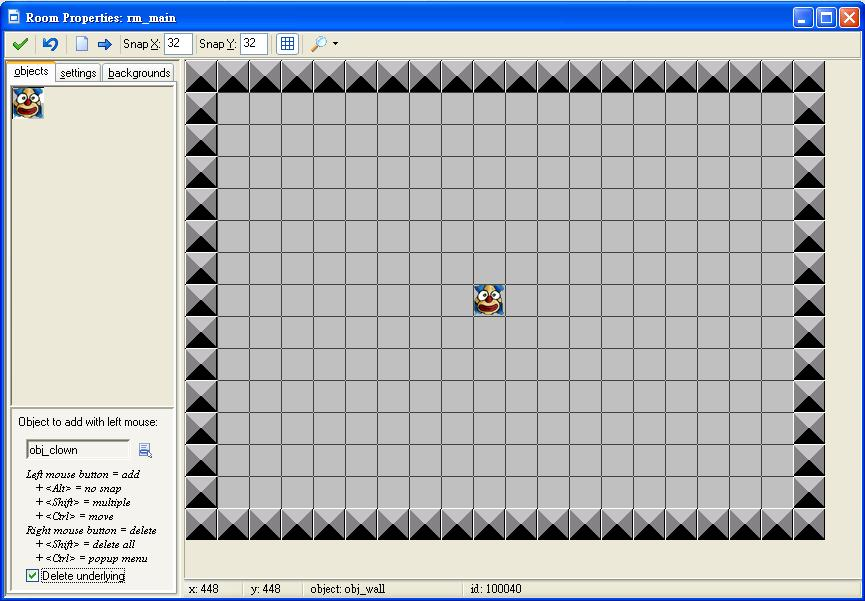 Room Properties: rm_main
Snap X: 32 Snap Y: 32
objects settings backgrounds
Object to add with left mouse:
obj_clown
Left mouse button = add
+ <Alt> = no snap
+ <Shift> = multiple
+ <Ctrl> = move
Right mouse button = delete
+ <Shift> = delete all
+ <Ctrl> = popup menu
Delete underlying
x: 448 y: 448 object: obj_wall id: 100040